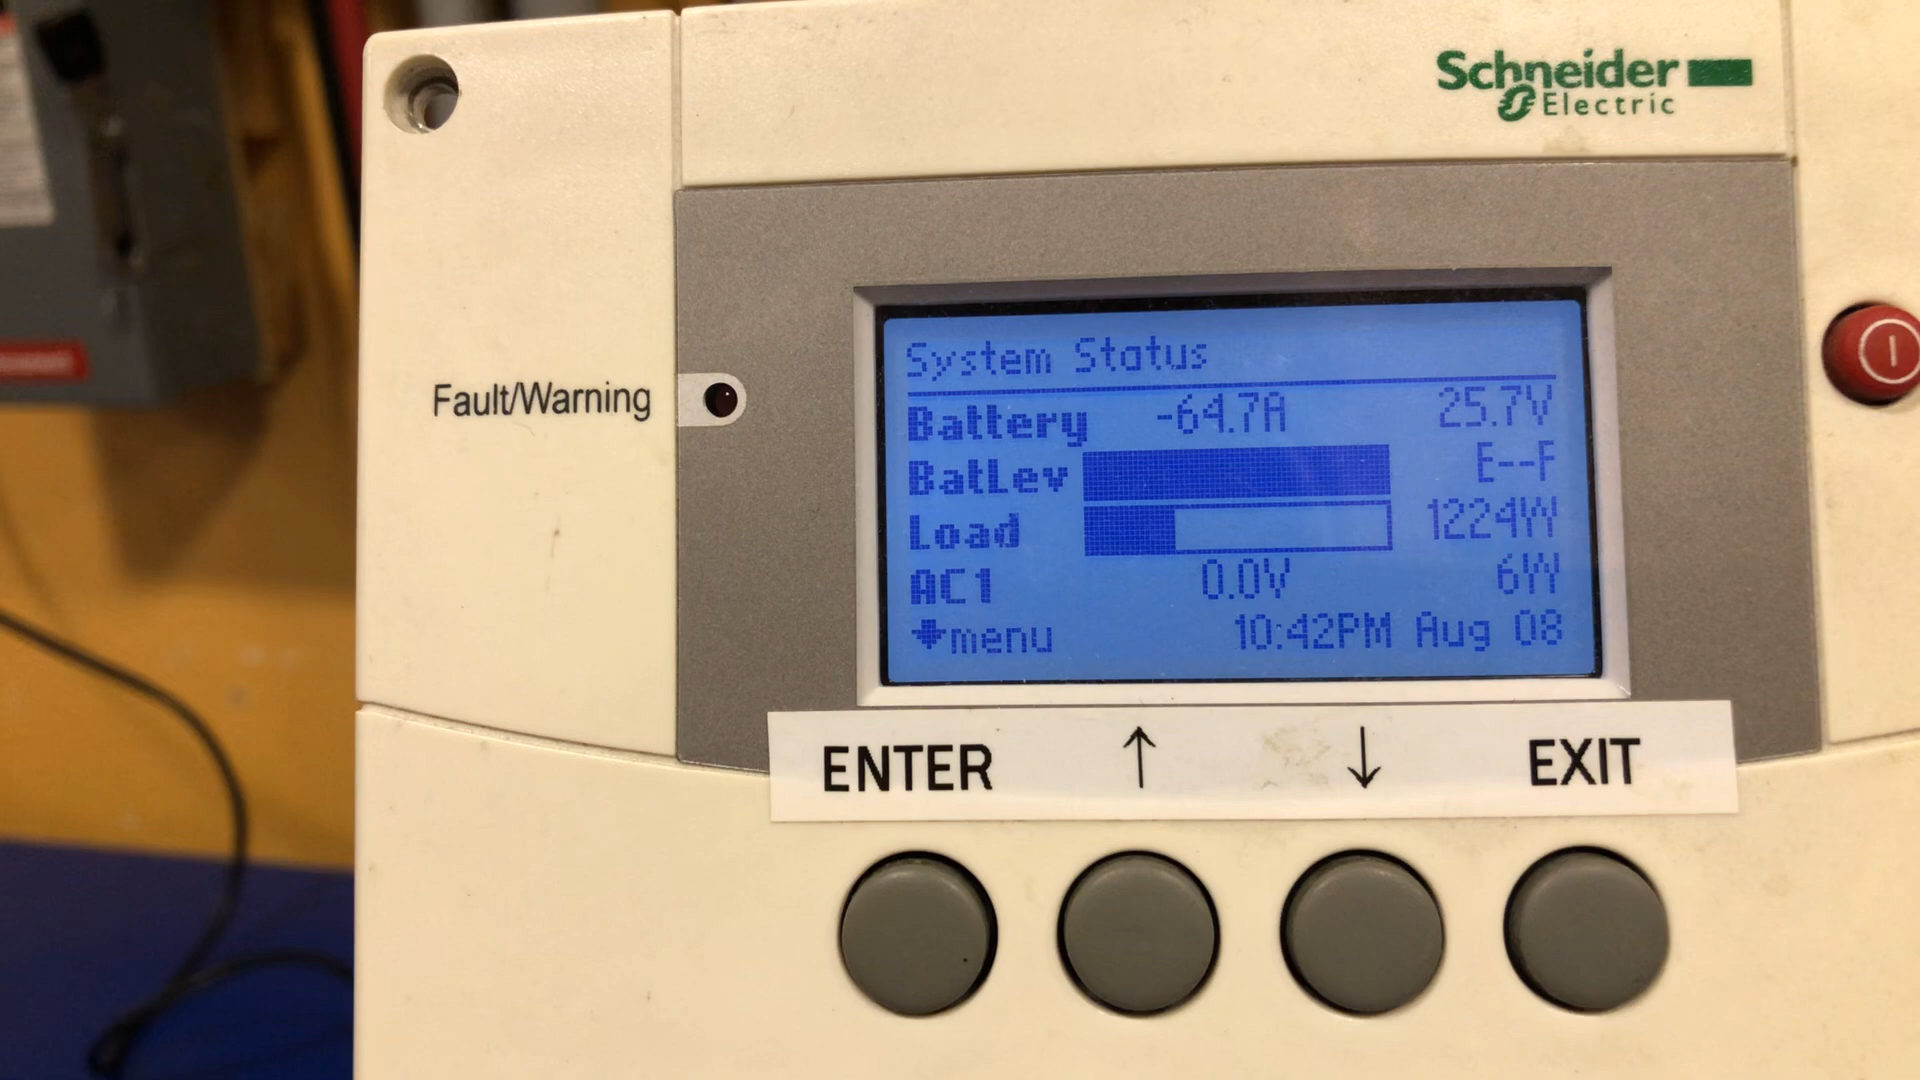 Schneider
Electric
Fault/Warning
System Status
Battery -64.7A 25.7V
BatLev E--F
Load 1224W
AC1 0.0V 6W
menu 10:42PM Aug 08
ENTER ↑ ↓ EXIT